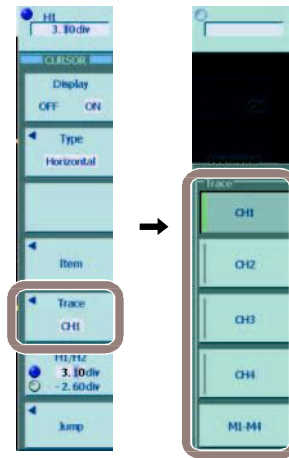 H1
3.10div
CURSOR
Display
OFF ON
Type
Horizontal
Item
Trace
CH1
H1/H2
3.10div
-2.60div
Jump
Trace
CH1
CH2
CH3
CH4
M1-M4